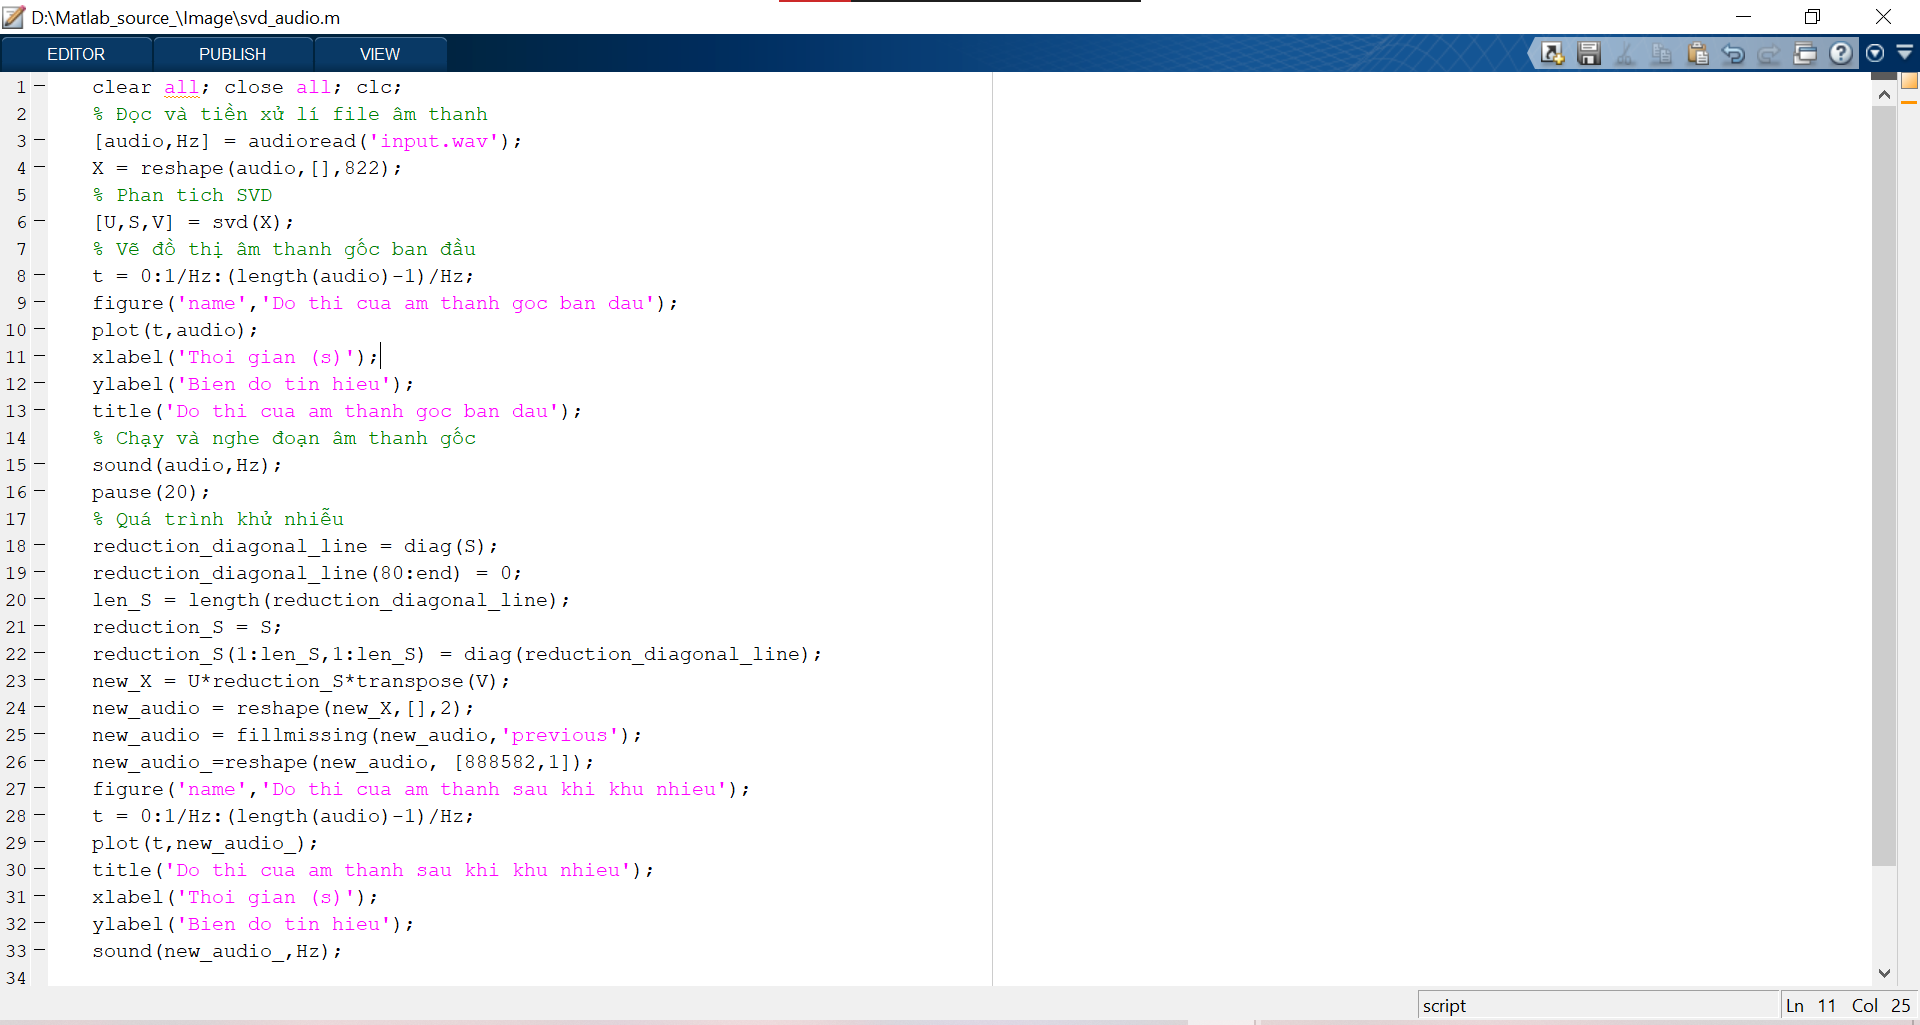 D:\Matlab_source_\Image\svd_audio.m
EDITOR PUBLISH VIEW
1 clear all; close all; clc;
2 % Đọc và tiền xử lí file âm thanh
3 [audio,Hz] = audioread('input.wav');
4 X = reshape(audio,[],822);
5 % Phan tich SVD
6 [U,S,V] = svd(X);
7 % Vẽ đồ thị âm thanh gốc ban đầu
8 t = 0:1/Hz:(length(audio)-1)/Hz;
9 figure('name','Do thi cua am thanh goc ban dau');
10 plot(t,audio);
11 xlabel('Thoi gian (s)');
12 ylabel('Bien do tin hieu');
13 title('Do thi cua am thanh goc ban dau');
14 % Chạy và nghe đoạn âm thanh gốc
15 sound(audio,Hz);
16 pause(20);
17 % Quá trình khử nhiễu
18 reduction_diagonal_line = diag(S);
19 reduction_diagonal_line(80:end) = 0;
20 len_S = length(reduction_diagonal_line);
21 reduction_S = S;
22 reduction_S(1:len_S,1:len_S) = diag(reduction_diagonal_line);
23 new_X = U*reduction_S*transpose(V);
24 new_audio = reshape(new_X,[],2);
25 new_audio = fillmissing(new_audio,'previous');
26 new_audio_=reshape(new_audio, [888582,1]);
27 figure('name','Do thi cua am thanh sau khi khu nhieu');
28 t = 0:1/Hz:(length(audio)-1)/Hz;
29 plot(t,new_audio_);
30 title('Do thi cua am thanh sau khi khu nhieu');
31 xlabel('Thoi gian (s)');
32 ylabel('Bien do tin hieu');
33 sound(new_audio_,Hz);
34
script Ln 11 Col 25